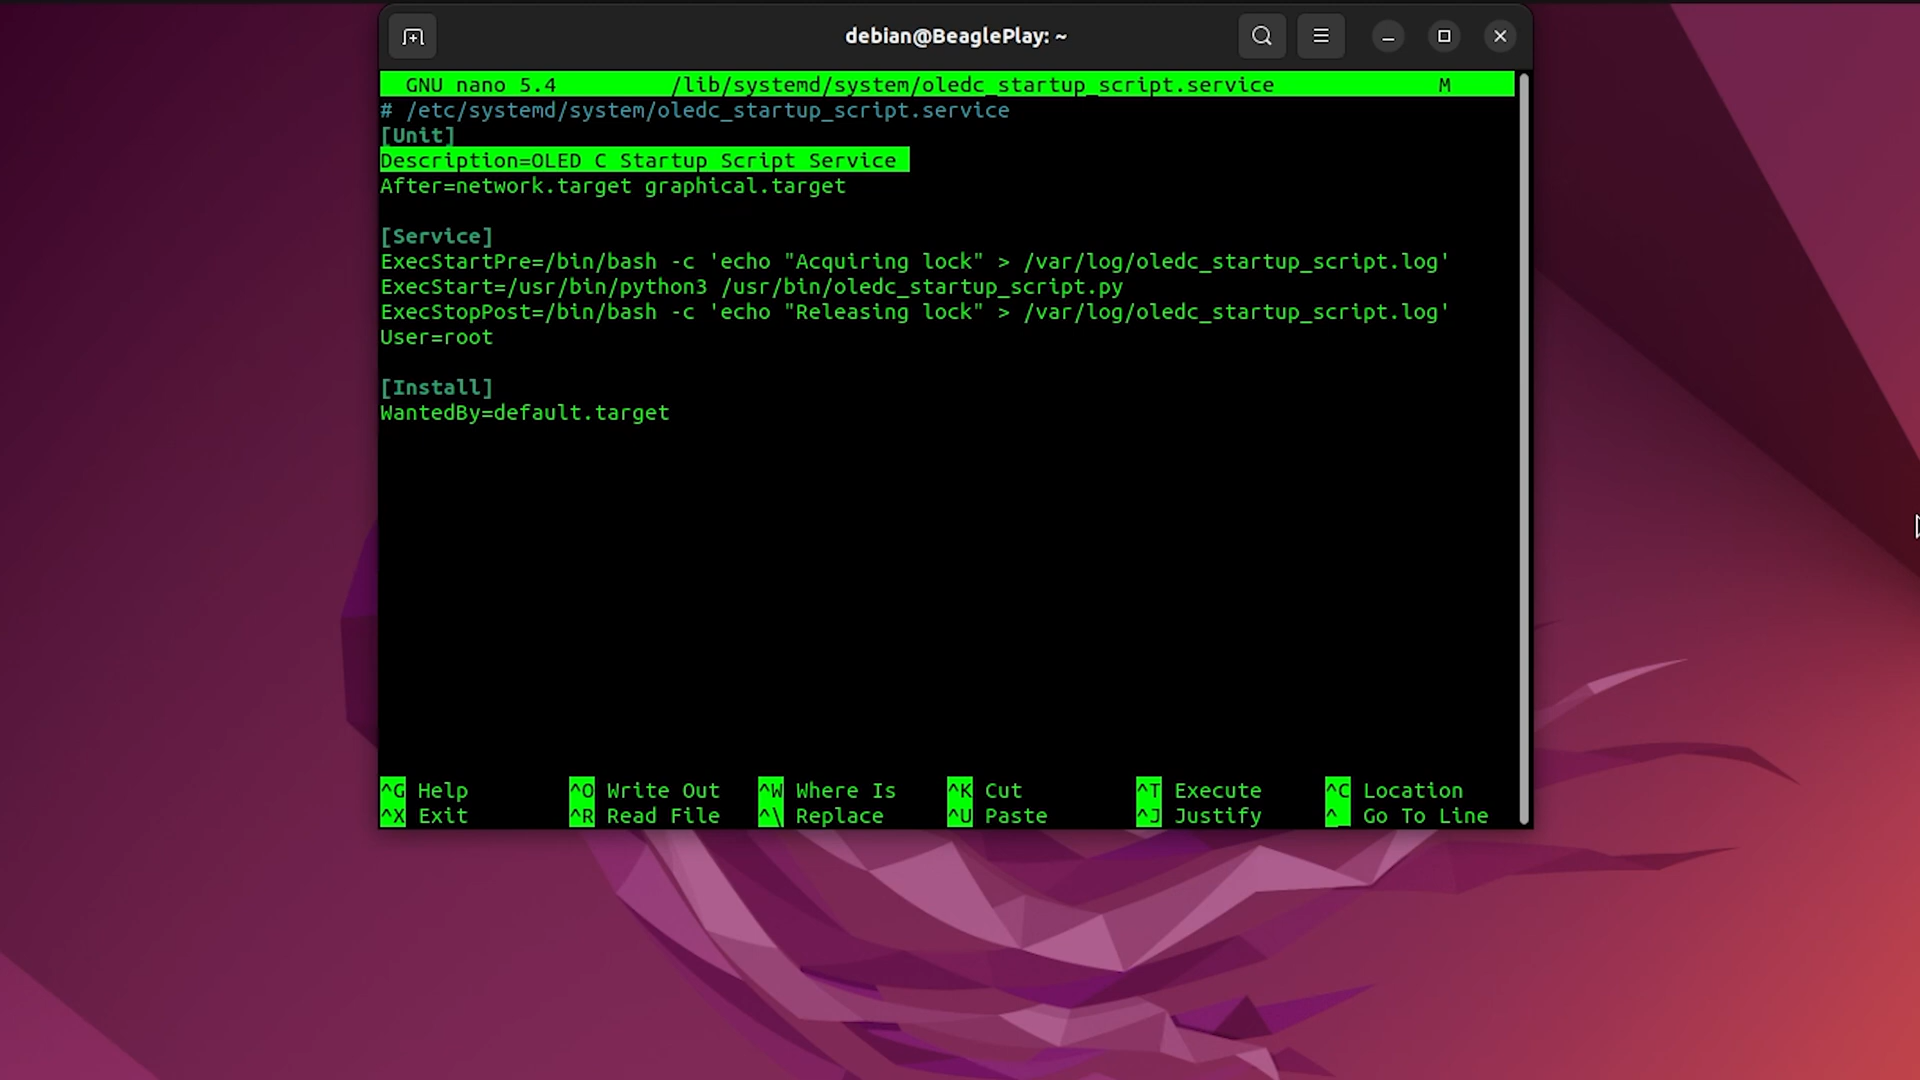 debian@BeaglePlay: ~
GNU nano 5.4 /lib/systemd/system/oledc_startup_script.service M
# /etc/systemd/system/oledc_startup_script.service
[Unit]
Description=OLED C Startup Script Service
After=network.target graphical.target
[Service]
ExecStartPre=/bin/bash -c 'echo "Acquiring lock" > /var/log/oledc_startup_script.log'
ExecStart=/usr/bin/python3 /usr/bin/oledc_startup_script.py
ExecStopPost=/bin/bash -c 'echo "Releasing lock" > /var/log/oledc_startup_script.log'
User=root
[Install]
WantedBy=default.target
^G Help ^O Write Out ^W Where Is ^K Cut ^T Execute ^C Location
^X Exit ^R Read File ^\ Replace ^U Paste ^J Justify ^_ Go To Line